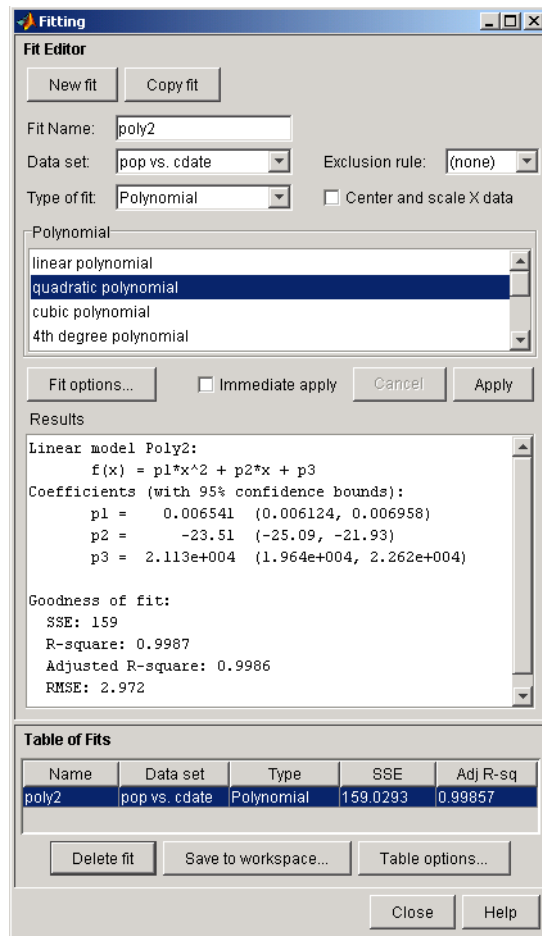 Fitting
Fit Editor
New fit Copy fit
Fit Name: poly2
Data set: pop vs. cdate Exclusion rule: (none)
Type of fit: Polynomial Center and scale X data
Polynomial
linear polynomial
quadratic polynomial
cubic polynomial
4th degree polynomial
Fit options... Immediate apply Cancel Apply
Results
Linear model Poly2:
f(x) = p1*x^2 + p2*x + p3
Coefficients (with 95% confidence bounds):
p1 = 0.006541 (0.006124, 0.006958)
p2 = -23.51 (-25.09, -21.93)
p3 = 2.113e+004 (1.964e+004, 2.262e+004)
Goodness of fit:
SSE: 159
R-square: 0.9987
Adjusted R-square: 0.9986
RMSE: 2.972
Table of Fits
Name Data set Type SSE Adj R-sq
poly2 pop vs. cdate Polynomial 159.0293 0.99857
Delete fit Save to workspace... Table options...
Close Help